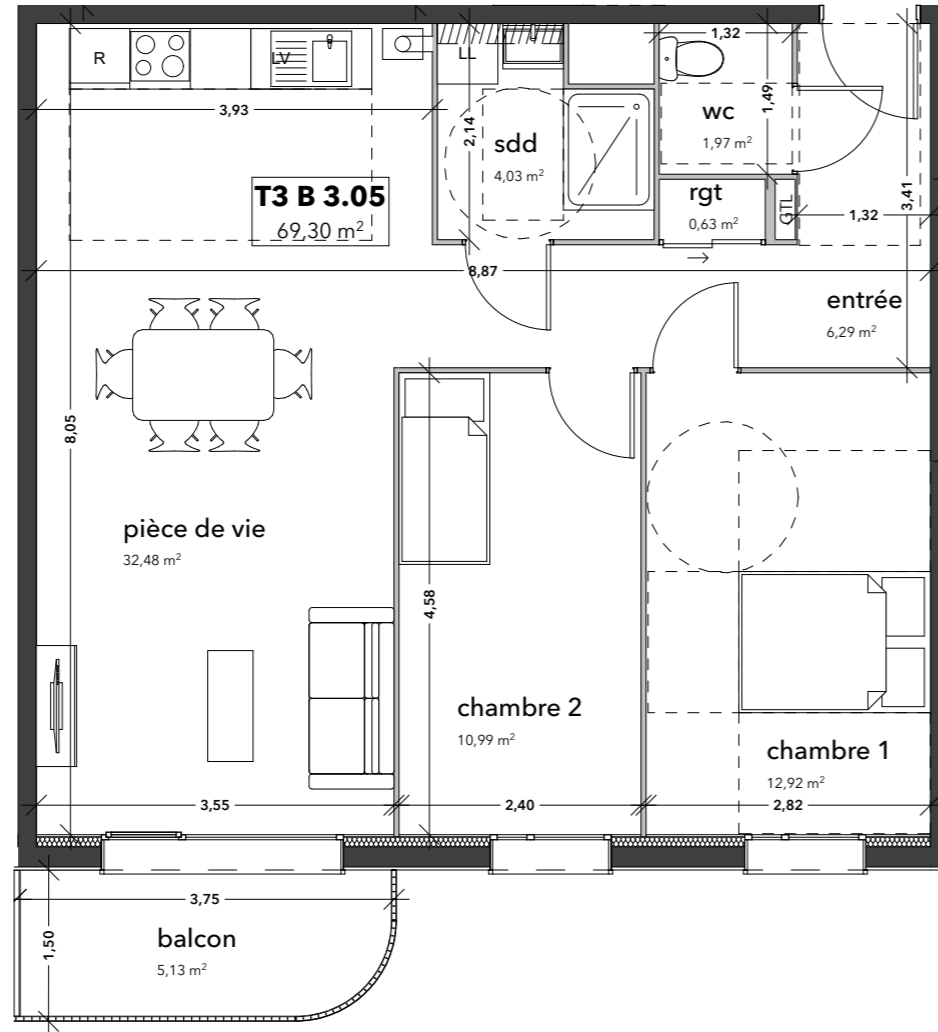 R
LV
LL
1,32
3,93
2,14
sdd
4,03 m²
wc
1,97 m²
1,49
3,41
T3 B 3.05
69,30 m²
rgt
0,63 m²
GTL
1,32
8,87
entrée
6,29 m²
8,05
pièce de vie
32,48 m²
4,58
chambre 2
10,99 m²
chambre 1
12,92 m²
3,55
2,40
2,82
3,75
1,50
balcon
5,13 m²